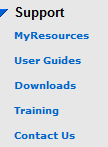 Support
MyResources
User Guides
Downloads
Training
Contact Us